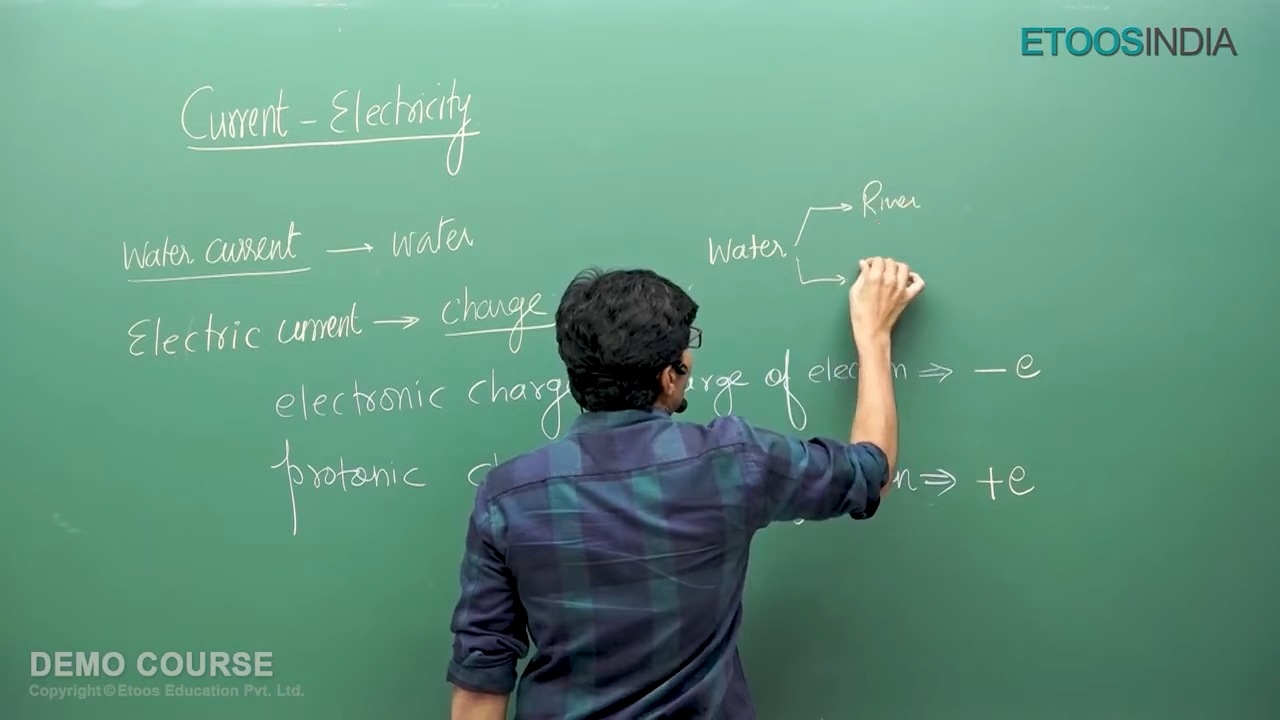 ETOOSINDIA
Current - Electricity
River
Water
Water current → water
Electric current → charge
electronic charge of ⇒ -e
protonic ⇒ +e
DEMO COURSE
Copyright © Etoos Education Pvt. Ltd.